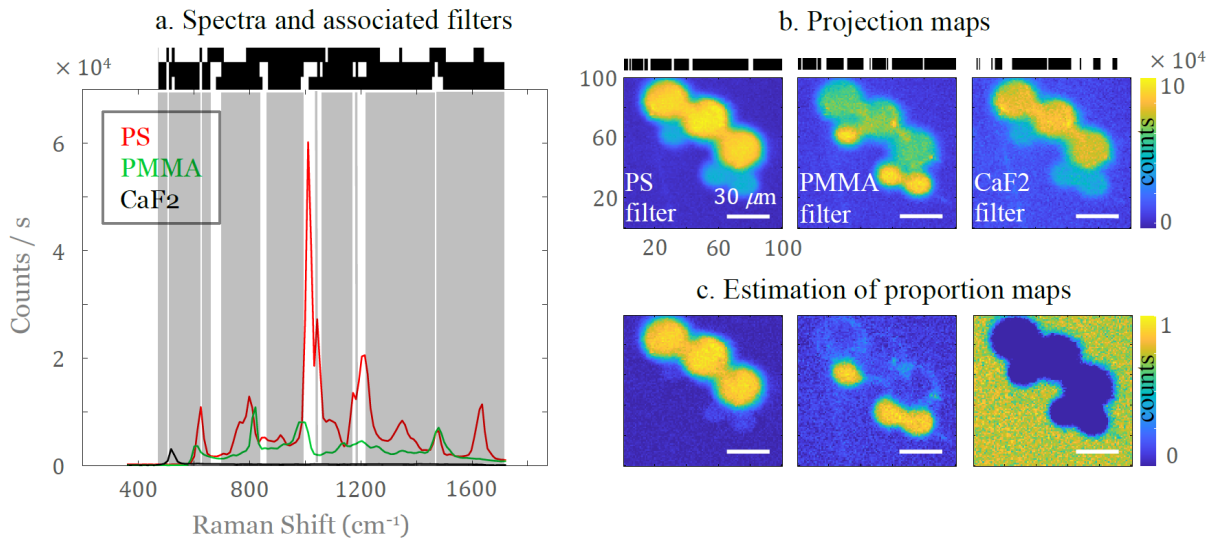 a. Spectra and associated filters
× 10⁴
6
4
2
0
Counts / s
PS
PMMA
CaF2
400
800
1200
1600
Raman Shift (cm⁻¹)
b. Projection maps
× 10⁴
100
60
20
PS
filter
30 μm
PMMA
filter
CaF2
filter
20
60
100
10
counts
0
c. Estimation of proportion maps
1
counts
0